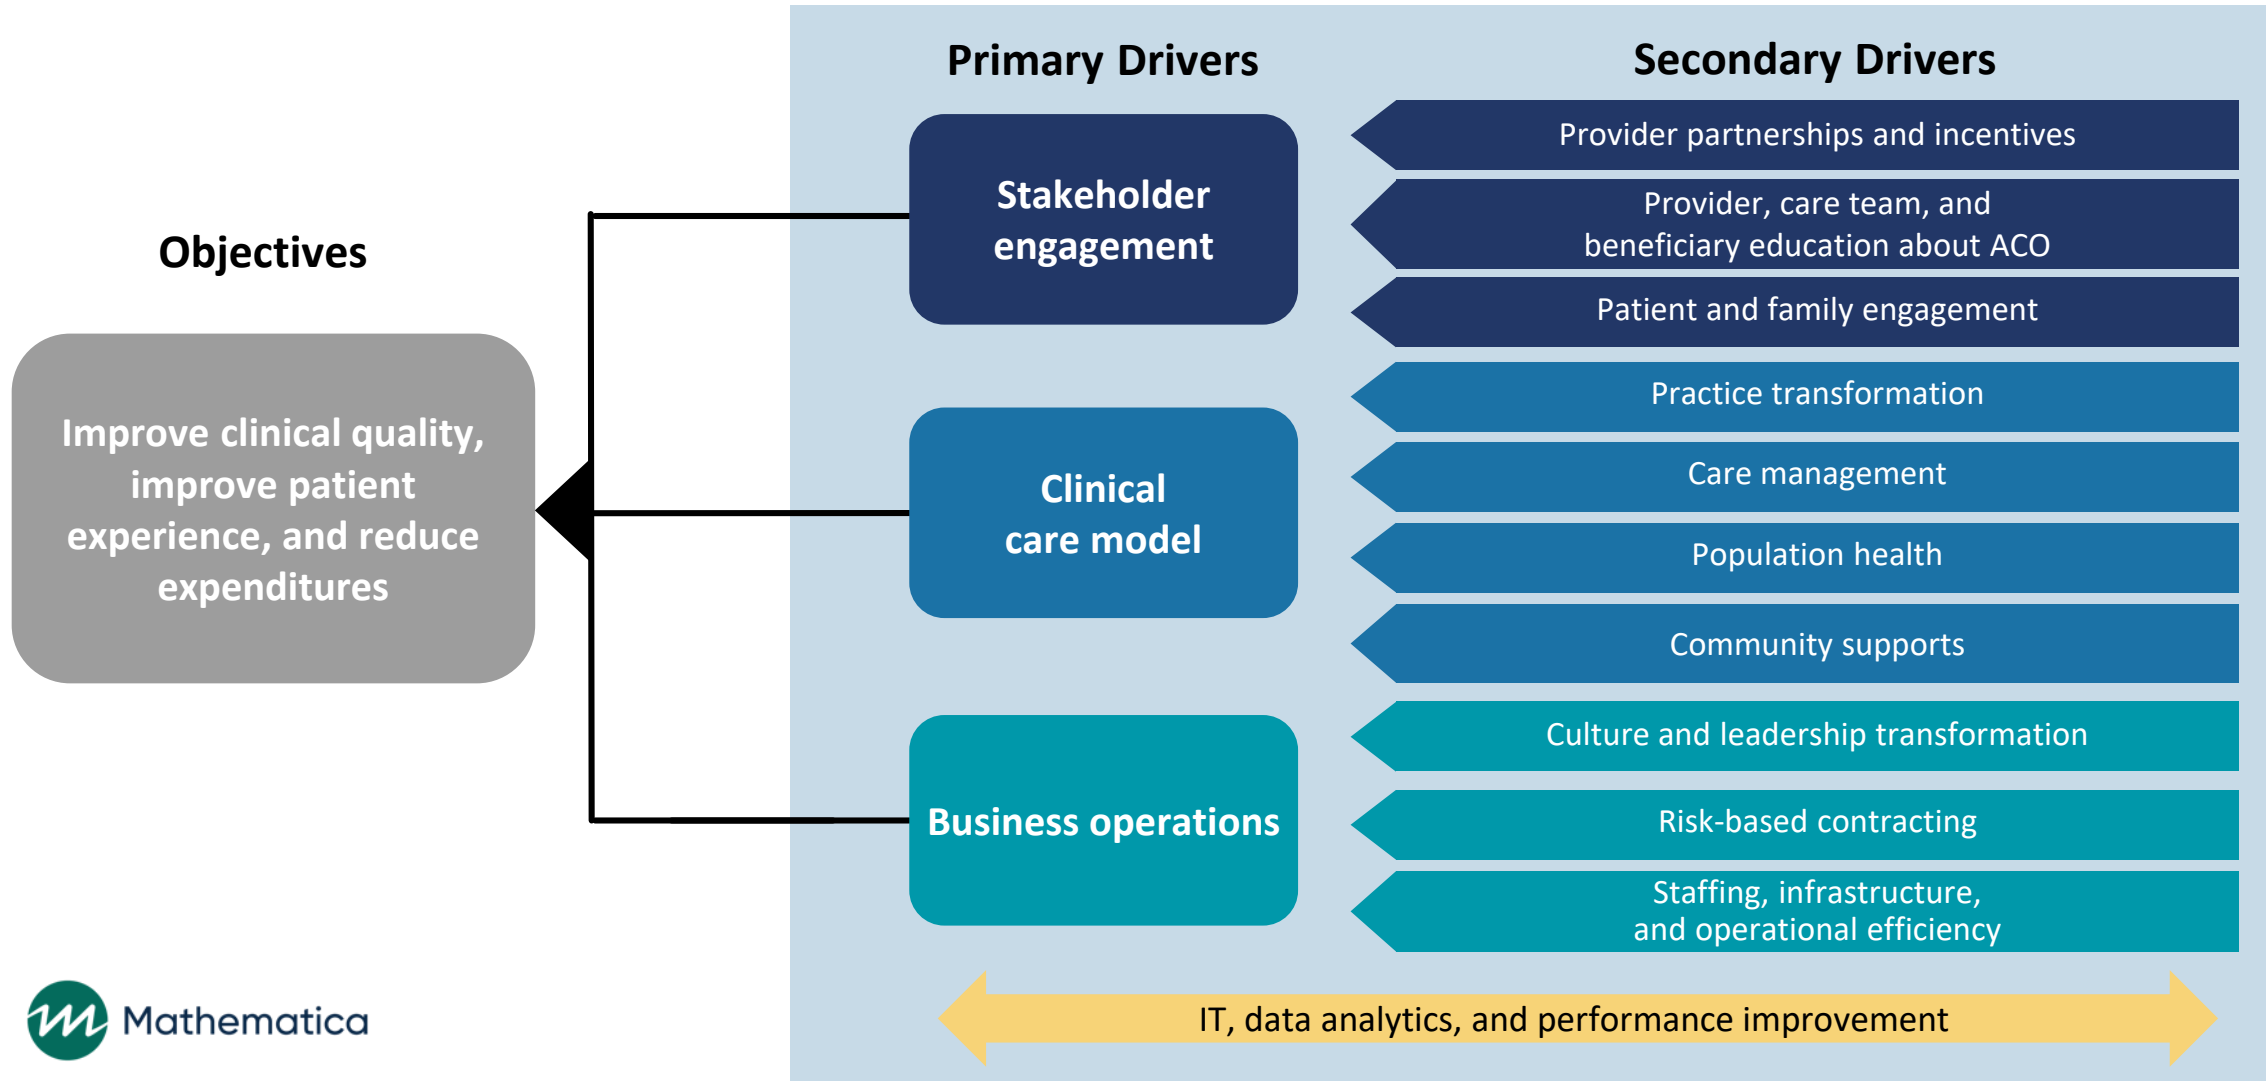 Primary Drivers
Secondary Drivers
Objectives
Improve clinical quality,
improve patient
experience, and reduce
expenditures
Stakeholder
engagement
Provider partnerships and incentives
Provider, care team, and
beneficiary education about ACO
Patient and family engagement
Clinical
care model
Practice transformation
Care management
Population health
Community supports
Business operations
Culture and leadership transformation
Risk-based contracting
Staffing, infrastructure,
and operational efficiency
IT, data analytics, and performance improvement
Mathematica